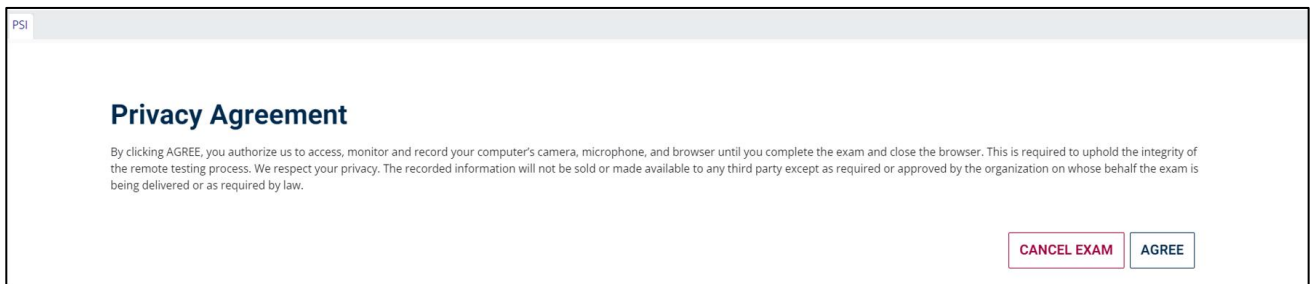 PSI
Privacy Agreement
By clicking AGREE, you authorize us to access, monitor and record your computer's camera, microphone, and browser until you complete the exam and close the browser. This is required to uphold the integrity of
the remote testing process. We respect your privacy. The recorded information will not be sold or made available to any third party except as required or approved by the organization on whose behalf the exam is
being delivered or as required by law.
CANCEL EXAM AGREE